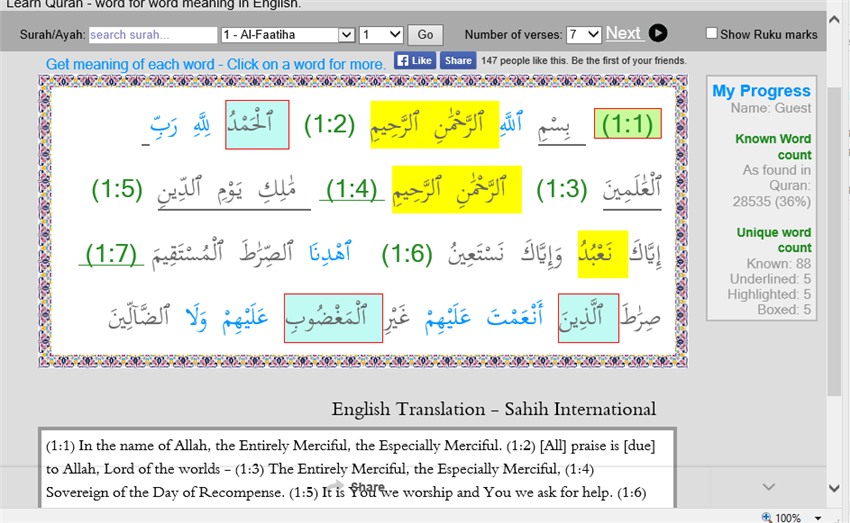 Learn Quran - word for word meaning in English.
Surah/Ayah: search surah... 1 - Al-Faatiha 1 Go Number of verses: 7 Next Show Ruku marks
Get meaning of each word - Click on a word for more. Like Share 147 people like this. Be the first of your friends.
(1:1) بِسْمِ ٱللَّهِ ٱلرَّحْمَٰنِ ٱلرَّحِيمِ (1:2) ٱلْحَمْدُ لِلَّهِ رَبِّ
ٱلْعَٰلَمِينَ (1:3) ٱلرَّحْمَٰنِ ٱلرَّحِيمِ (1:4) مَٰلِكِ يَوْمِ ٱلدِّينِ (1:5)
إِيَّاكَ نَعْبُدُ وَإِيَّاكَ نَسْتَعِينُ (1:6) ٱهْدِنَا ٱلصِّرَٰطَ ٱلْمُسْتَقِيمَ (1:7)
صِرَٰطَ ٱلَّذِينَ أَنْعَمْتَ عَلَيْهِمْ غَيْرِ ٱلْمَغْضُوبِ عَلَيْهِمْ وَلَا ٱلضَّآلِّينَ
My Progress
Name: Guest
Known Word
count
As found in
Quran:
28535 (36%)
Unique word
count
Known: 88
Underlined: 5
Highlighted: 5
Boxed: 5
English Translation - Sahih International
(1:1) In the name of Allah, the Entirely Merciful, the Especially Merciful. (1:2) [All] praise is [due]
to Allah, Lord of the worlds - (1:3) The Entirely Merciful, the Especially Merciful, (1:4)
Sovereign of the Day of Recompense. (1:5) It is You we worship and You we ask for help. (1:6)
Share
100%